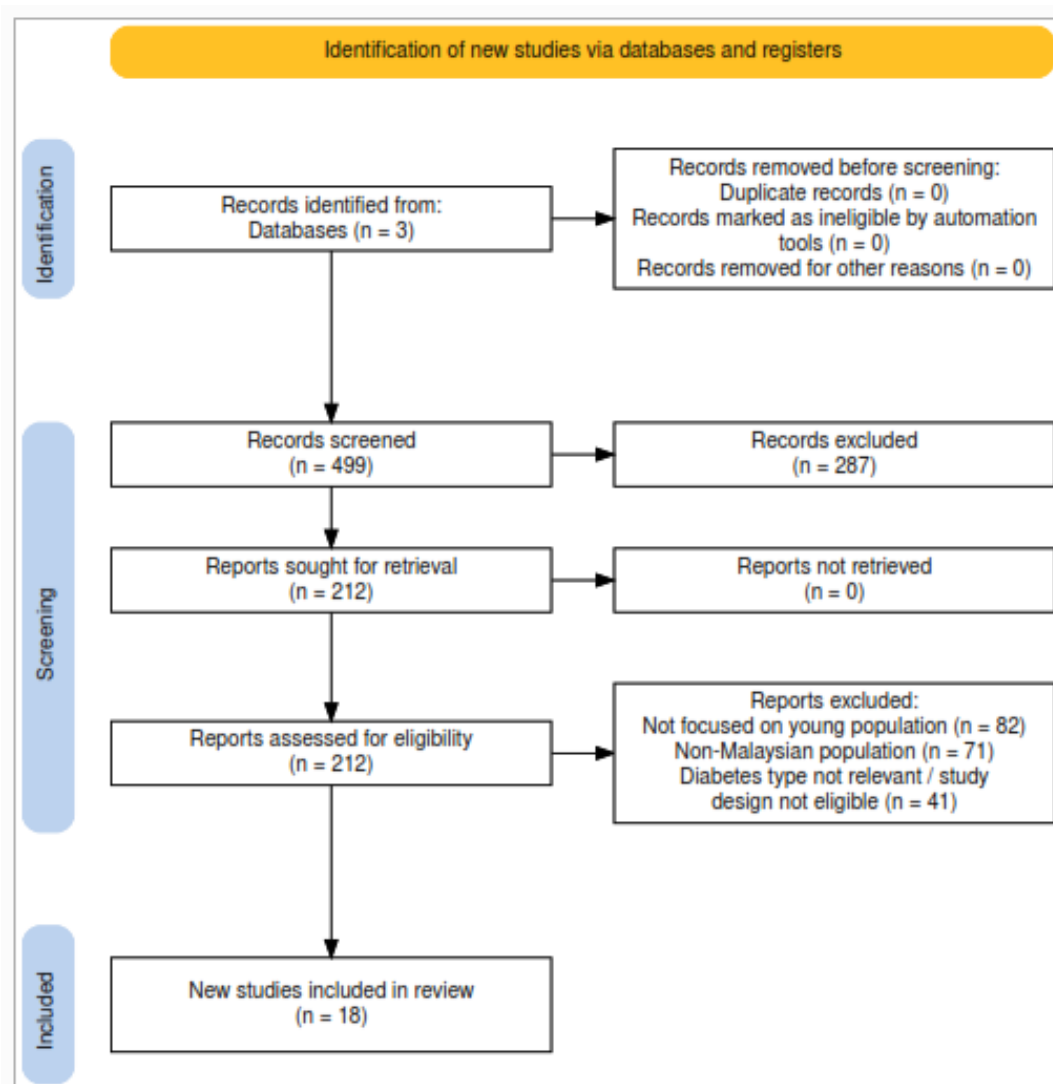 Identification of new studies via databases and registers
Identification
Records identified from:
Databases (n = 3)
Records removed before screening:
Duplicate records (n = 0)
Records marked as ineligible by automation
tools (n = 0)
Records removed for other reasons (n = 0)
Screening
Records screened
(n = 499)
Records excluded
(n = 287)
Reports sought for retrieval
(n = 212)
Reports not retrieved
(n = 0)
Reports assessed for eligibility
(n = 212)
Reports excluded:
Not focused on young population (n = 82)
Non-Malaysian population (n = 71)
Diabetes type not relevant / study
design not eligible (n = 41)
Included
New studies included in review
(n = 18)